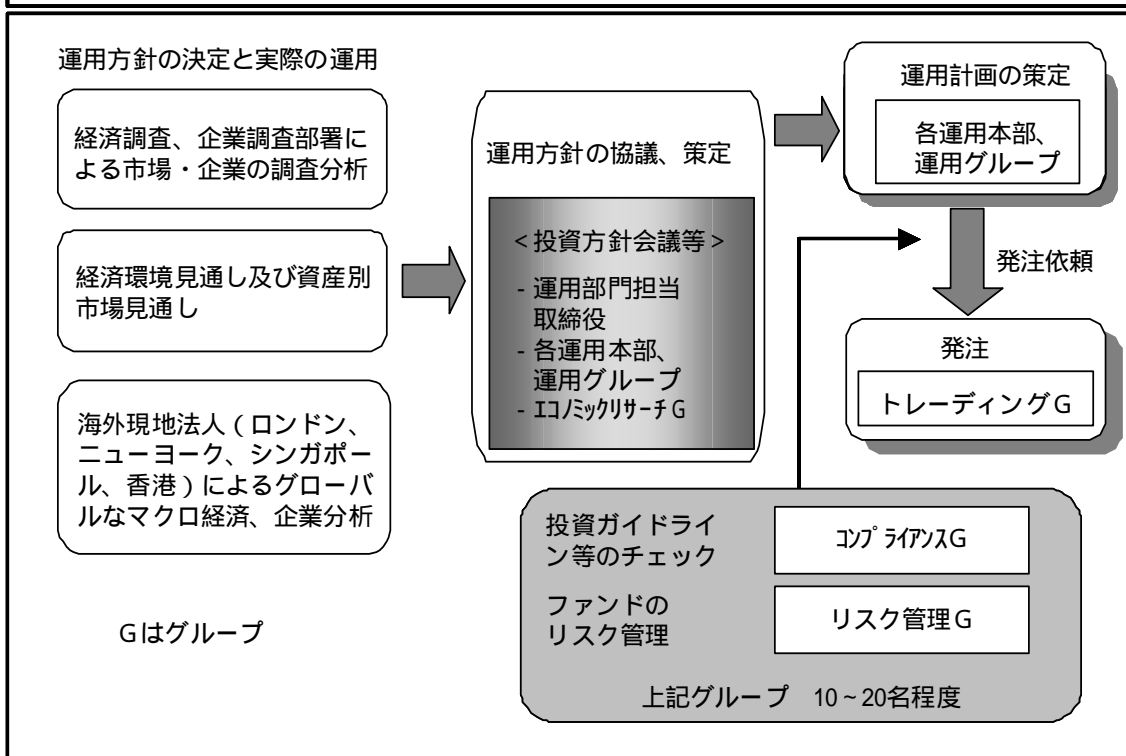 運用方針の決定と実際の運用
経済調査、企業調査部署に
よる市場・企業の調査分析
経済環境見通し及び資産別
市場見通し
海外現地法人（ロンドン、
ニューヨーク、シンガポー
ル、香港）によるグローバ
ルなマクロ経済、企業分析
Gはグループ
運用方針の協議、策定
＜投資方針会議等＞
- 運用部門担当
取締役
- 各運用本部、
運用グループ
- ｴｺﾉﾐｯｸﾘｻｰﾁG
運用計画の策定
各運用本部、
運用グループ
発注依頼
発注
トレーディングG
投資ガイドライ
ン等のチェック
ｺﾝﾌﾟﾗｲｱﾝｽG
ファンドの
リスク管理
リスク管理G
上記グループ　10～20名程度